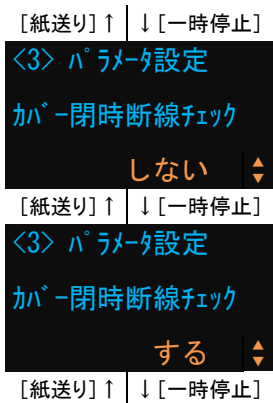 [紙送り]↑ ↓[一時停止]
<3> ﾊﾟﾗﾒｰﾀ設定
ｶﾊﾞｰ閉時断線ﾁｪｯｸ
しない
[紙送り]↑ ↓[一時停止]
<3> ﾊﾟﾗﾒｰﾀ設定
ｶﾊﾞｰ閉時断線ﾁｪｯｸ
する
[紙送り]↑ ↓[一時停止]